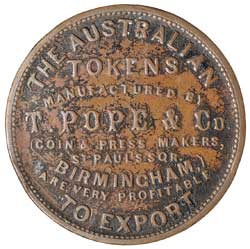 THE AUSTRALIAN
TOKENS
MANUFACTURED BY
T. POPE & Co
(COIN & PRESS MAKERS,
ST PAULS SQR.
BIRMINGHAM,)
ARE VERY PROFITABLE
TO EXPORT